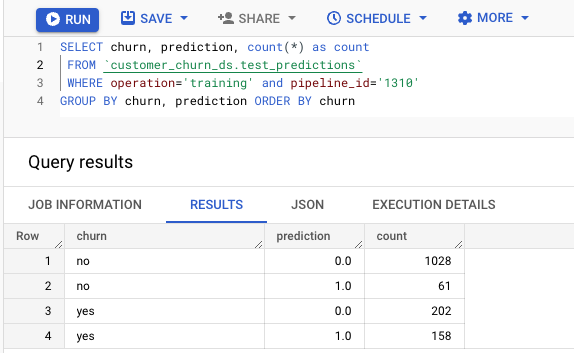 RUN SAVE SHARE SCHEDULE MORE
1 SELECT churn, prediction, count(*) as count
2 FROM `customer_churn_ds.test_predictions`
3 WHERE operation='training' and pipeline_id='1310'
4 GROUP BY churn, prediction ORDER BY churn
Query results
JOB INFORMATION RESULTS JSON EXECUTION DETAILS
Row churn prediction count
1 no 0.0 1028
2 no 1.0 61
3 yes 0.0 202
4 yes 1.0 158